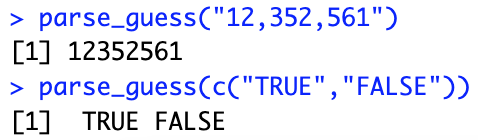 > parse_guess("12,352,561")
[1] 12352561
> parse_guess(c("TRUE","FALSE"))
[1]  TRUE FALSE